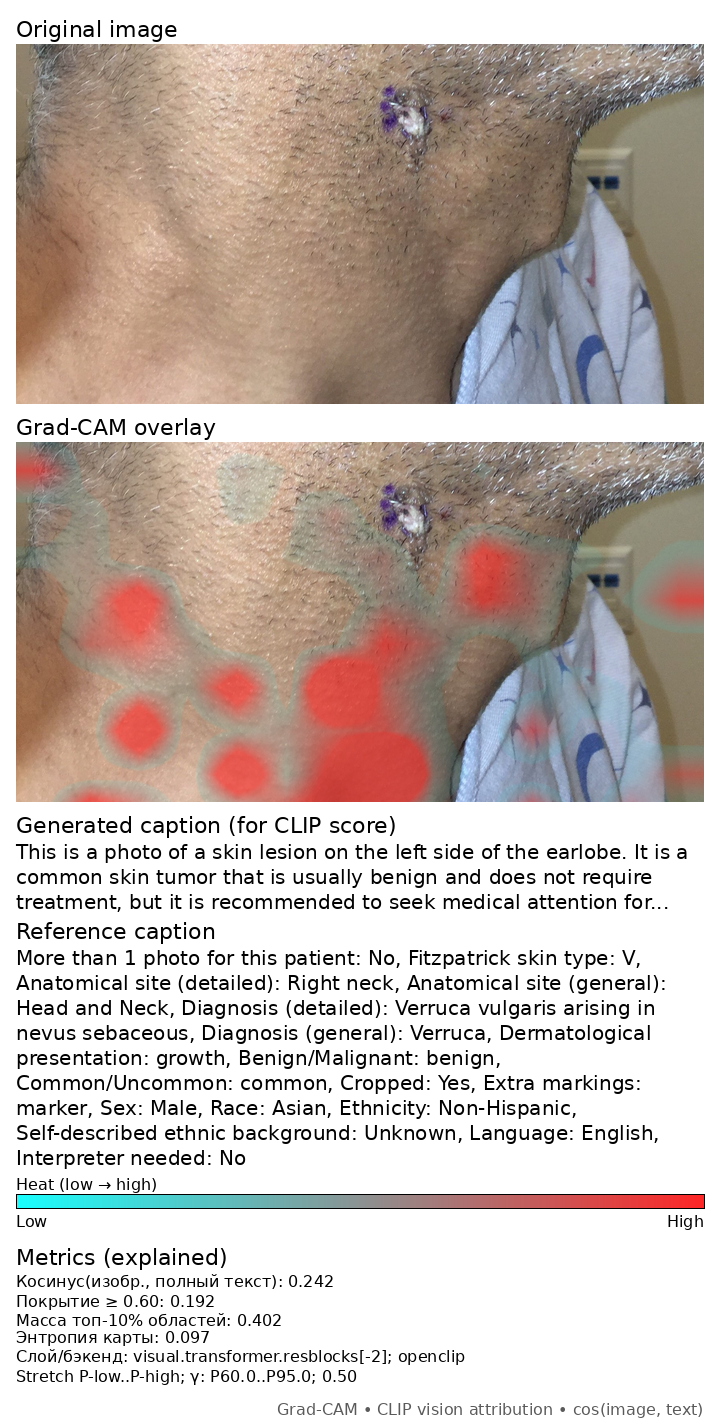 Original image
Grad-CAM overlay
Generated caption (for CLIP score)
This is a photo of a skin lesion on the left side of the earlobe. It is a
common skin tumor that is usually benign and does not require
treatment, but it is recommended to seek medical attention for...
Reference caption
More than 1 photo for this patient: No, Fitzpatrick skin type: V,
Anatomical site (detailed): Right neck, Anatomical site (general):
Head and Neck, Diagnosis (detailed): Verruca vulgaris arising in
nevus sebaceous, Diagnosis (general): Verruca, Dermatological
presentation: growth, Benign/Malignant: benign,
Common/Uncommon: common, Cropped: Yes, Extra markings:
marker, Sex: Male, Race: Asian, Ethnicity: Non-Hispanic,
Self-described ethnic background: Unknown, Language: English,
Interpreter needed: No
Heat (low → high)
Low High
Metrics (explained)
Косинус(изобр., полный текст): 0.242
Покрытие ≥ 0.60: 0.192
Масса топ-10% областей: 0.402
Энтропия карты: 0.097
Слой/бэкенд: visual.transformer.resblocks[-2]; openclip
Stretch P-low..P-high; γ: P60.0..P95.0; 0.50
Grad-CAM • CLIP vision attribution • cos(image, text)